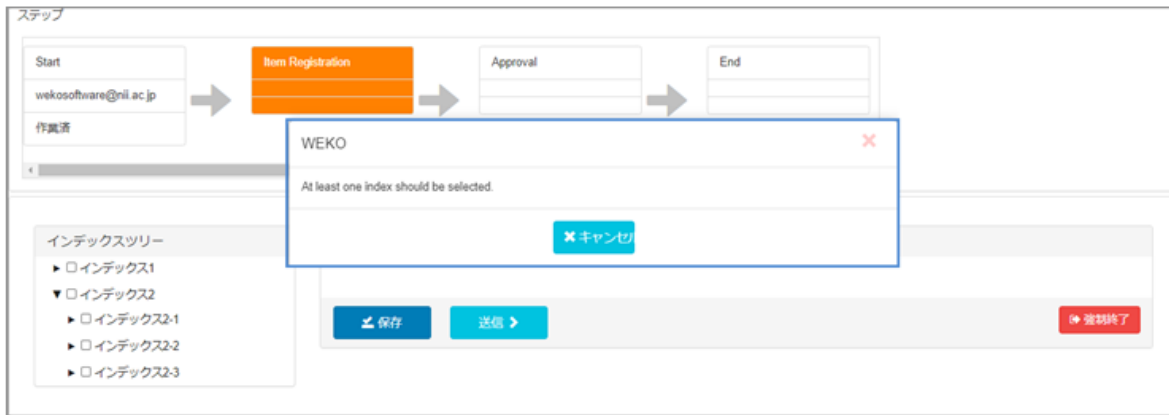 ステップ
Start
wekosoftware@nii.ac.jp
作業済
Item Registration
Approval
End
WEKO
At least one index should be selected.
キャンセル
インデックスツリー
インデックス1
インデックス2
インデックス2-1
インデックス2-2
インデックス2-3
保存
送信
強制終了